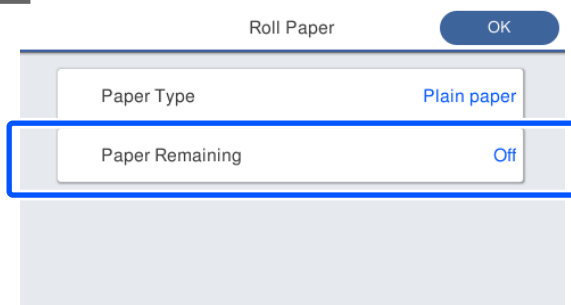 Roll Paper
OK
Paper Type
Plain paper
Paper Remaining
Off